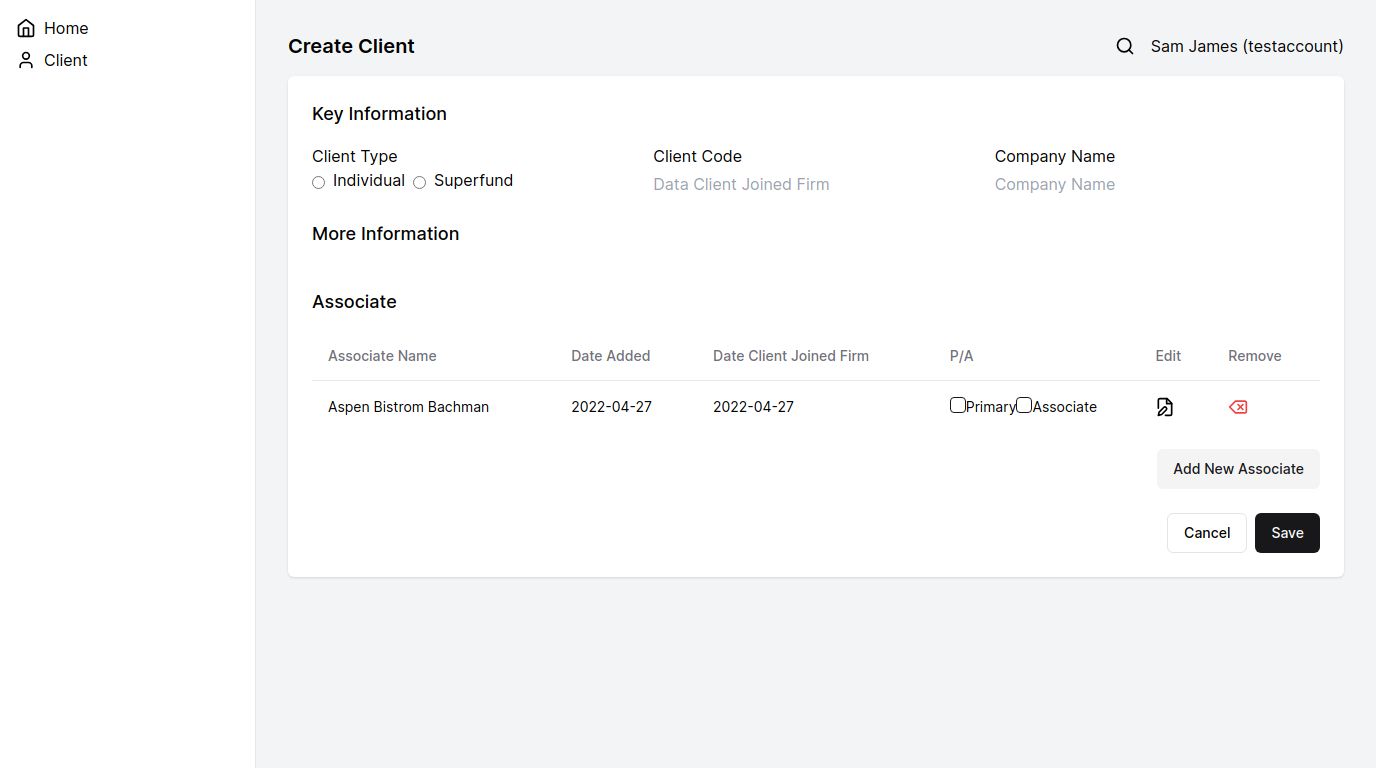 Home
Client
Create Client
Sam James (testaccount)
Key Information
Client Type
Individual Superfund
Client Code
Data Client Joined Firm
Company Name
Company Name
More Information
Associate
Associate Name Date Added Date Client Joined Firm P/A Edit Remove
Aspen Bistrom Bachman 2022-04-27 2022-04-27 Primary Associate
Add New Associate
Cancel Save